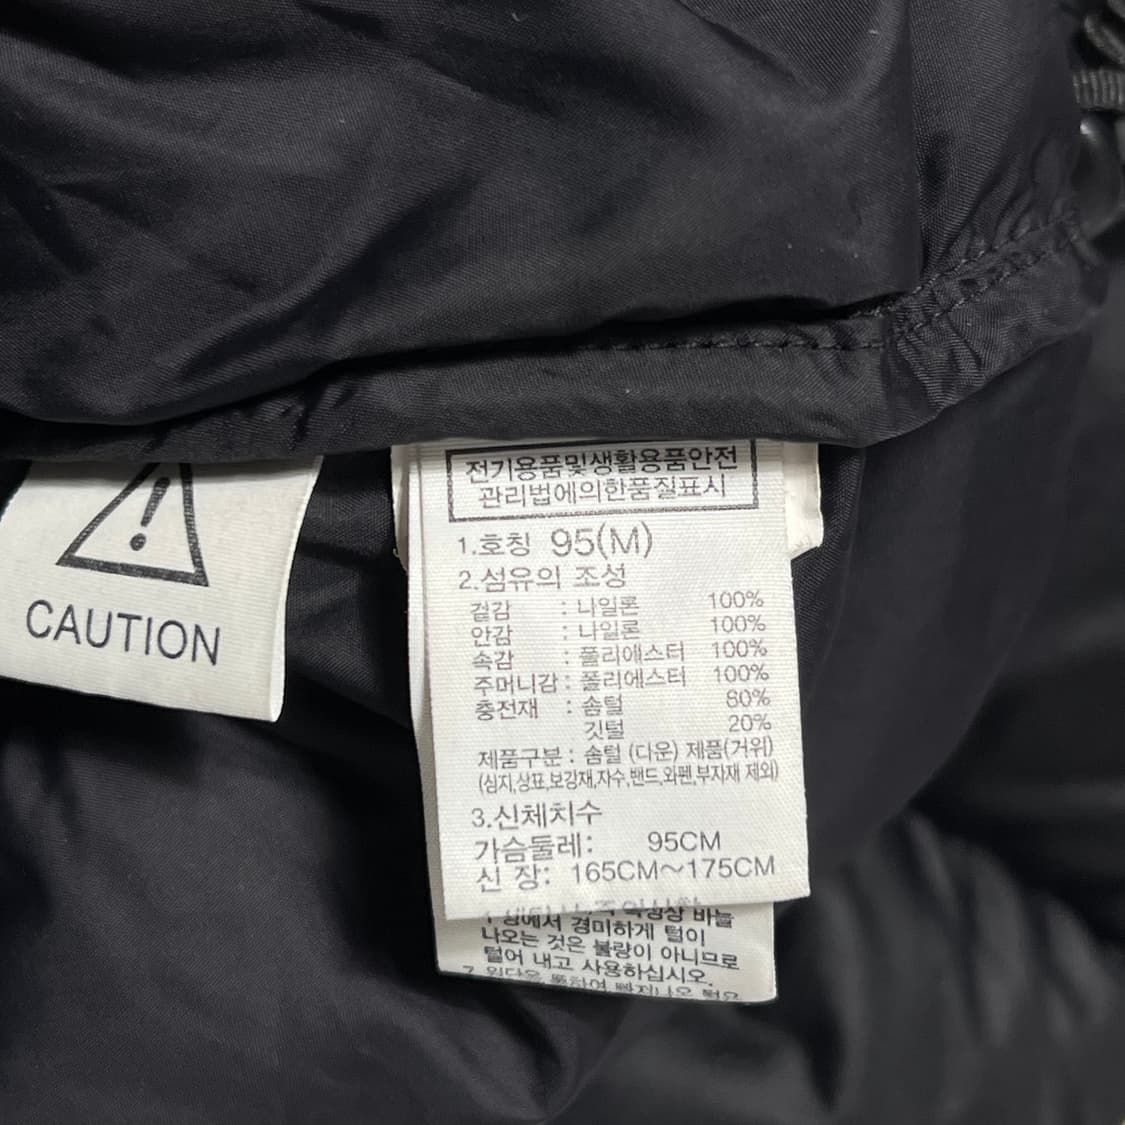 CAUTION
전기용품및생활용품안전
관리법에의한품질표시
1.호칭 95(M)
2.섬유의 조성
겉감 : 나일론 100%
안감 : 나일론 100%
속감 : 폴리에스터 100%
주머니감 : 폴리에스터 100%
충전재 : 솜털 80%
깃털 20%
제품구분 : 솜털 (다운) 제품(거위)
(심지,상표,보강재,자수,밴드,와펜,부자재 제외)
3.신체치수
가슴둘레: 95CM
신 장: 165CM~175CM
바늘
땀에서 경미하게 털이
나오는 것은 불량이 아니므로
털어 내고 사용하십시오.